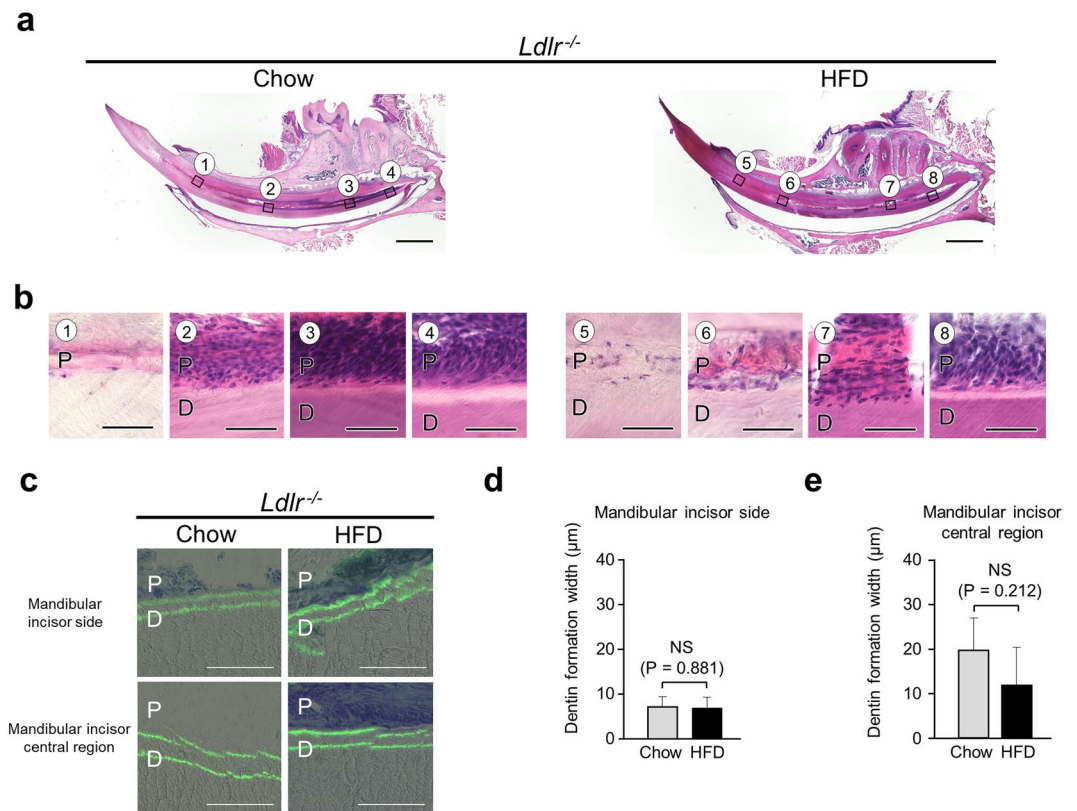 a
Ldlr-/-
Chow
HFD
1
2
3
4
5
6
7
8
b
1
P
2
P
D
3
P
D
4
P
D
5
P
D
6
P
D
7
P
D
8
P
D
c
Ldlr-/-
Chow
HFD
Mandibular
incisor side
P
D
P
D
Mandibular incisor
central region
P
D
P
D
d
Mandibular incisor side
Dentin formation width (μm)
40
30
20
10
0
NS
(P = 0.881)
Chow
HFD
e
Mandibular incisor
central region
Dentin formation width (μm)
40
30
20
10
0
NS
(P = 0.212)
Chow
HFD